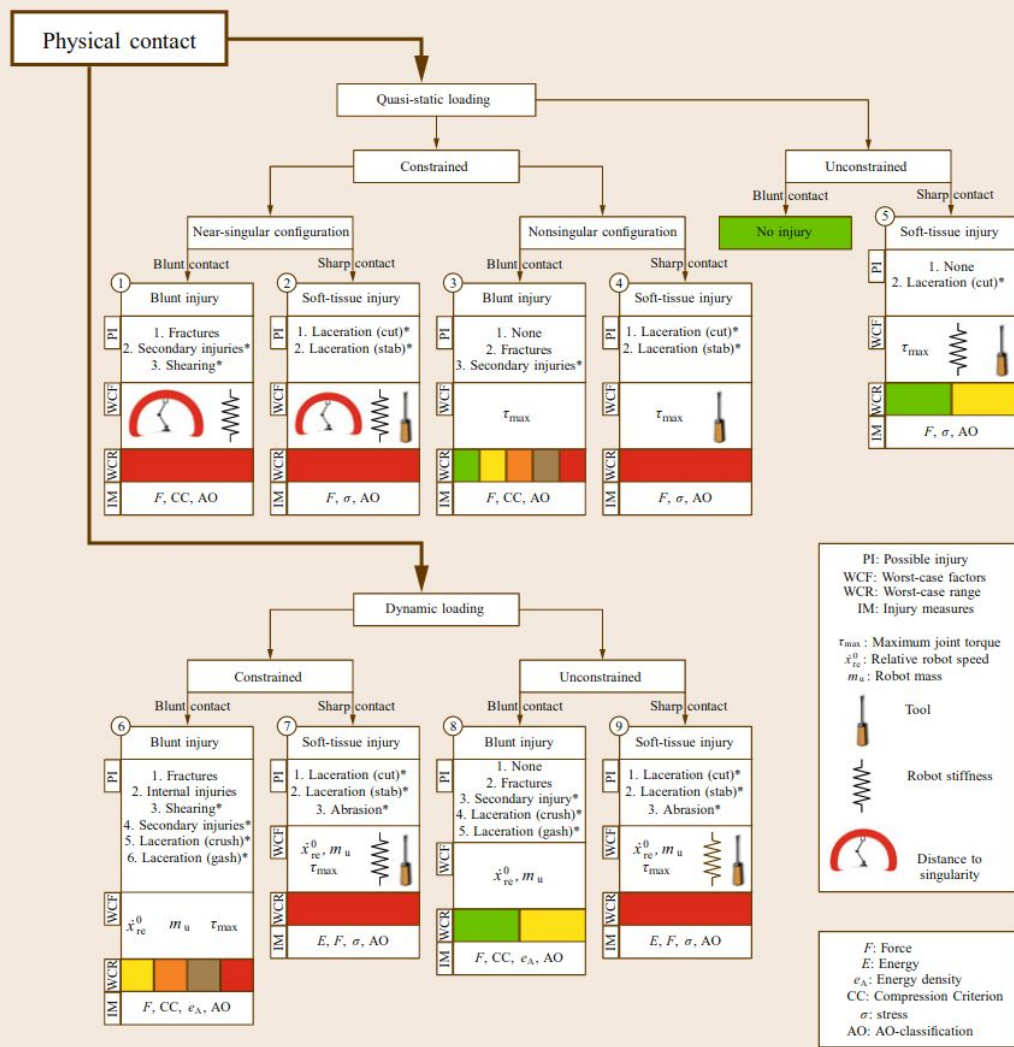 Physical contact
Quasi-static loading
Constrained
Unconstrained
Blunt contact
Sharp contact
Near-singular configuration
Nonsingular configuration
No injury
5
Soft-tissue injury
PI
1. None
2. Laceration (cut)*
WCF
τmax
WCR
IM
F, σ, AO
Blunt contact
Sharp contact
Blunt contact
Sharp contact
1
Blunt injury
PI
1. Fractures
2. Secondary injuries*
3. Shearing*
WCF
WCR
IM
F, CC, AO
2
Soft-tissue injury
PI
1. Laceration (cut)*
2. Laceration (stab)*
WCF
WCR
IM
F, σ, AO
3
Blunt injury
PI
1. None
2. Fractures
3. Secondary injuries*
WCF
τmax
WCR
IM
F, CC, AO
4
Soft-tissue injury
PI
1. Laceration (cut)*
2. Laceration (stab)*
WCF
τmax
WCR
IM
F, σ, AO
Dynamic loading
Constrained
Unconstrained
Blunt contact
Sharp contact
Blunt contact
Sharp contact
6
Blunt injury
PI
1. Fractures
2. Internal injuries
3. Shearing*
4. Secondary injuries*
5. Laceration (crush)*
6. Laceration (gash)*
WCF
ẋ⁰re mu τmax
WCR
IM
F, CC, eA, AO
7
Soft-tissue injury
PI
1. Laceration (cut)*
2. Laceration (stab)*
3. Abrasion*
WCF
ẋ⁰re, mu
τmax
WCR
IM
E, F, σ, AO
8
Blunt injury
PI
1. None
2. Fractures
3. Secondary injury*
4. Laceration (crush)*
5. Laceration (gash)*
WCF
ẋ⁰re, mu
WCR
IM
F, CC, eA, AO
9
Soft-tissue injury
PI
1. Laceration (cut)*
2. Laceration (stab)*
3. Abrasion*
WCF
ẋ⁰re, mu
τmax
WCR
IM
E, F, σ, AO
PI: Possible injury
WCF: Worst-case factors
WCR: Worst-case range
IM: Injury measures
τmax : Maximum joint torque
ẋ⁰re : Relative robot speed
mu : Robot mass
Tool
Robot stiffness
Distance to
singularity
F: Force
E: Energy
eA: Energy density
CC: Compression Criterion
σ: stress
AO: AO-classification